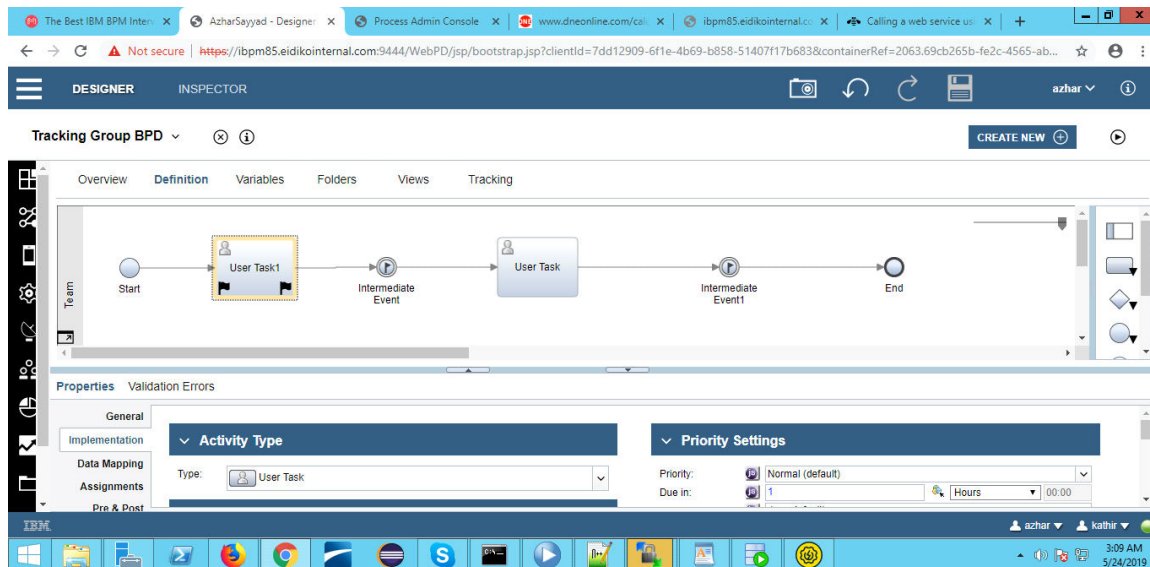 The Best IBM BPM Interv
AzharSayyad - Designer
Process Admin Console
www.dneonline.com/cal
ibpm85.eidikointernal.co
Calling a web service usi
Not secure | https://ibpm85.eidikointernal.com:9444/WebPD/jsp/bootstrap.jsp?clientId=7dd12909-6f1e-4b69-b858-51407f17b683&containerRef=2063.69cb265b-fe2c-4565-ab...
DESIGNER INSPECTOR
azhar
Tracking Group BPD
CREATE NEW
Overview Definition Variables Folders Views Tracking
Team
Start
User Task1
Intermediate
Event
User Task
Intermediate
Event1
End
Properties Validation Errors
General
Implementation
Data Mapping
Assignments
Pre & Post
Activity Type
Type: User Task
Priority Settings
Priority: Normal (default)
Due in: 1 Hours 00:00
IBM
azhar kathir
3:09 AM
5/24/2019